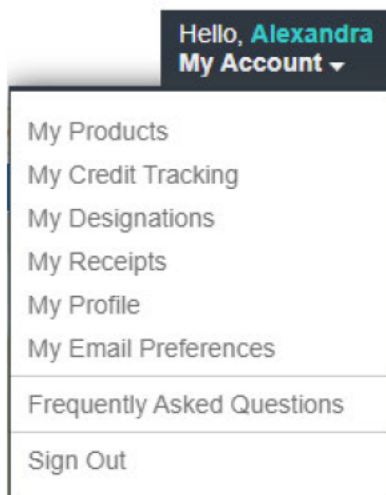 Hello, Alexandra
My Account
My Products
My Credit Tracking
My Designations
My Receipts
My Profile
My Email Preferences
Frequently Asked Questions
Sign Out